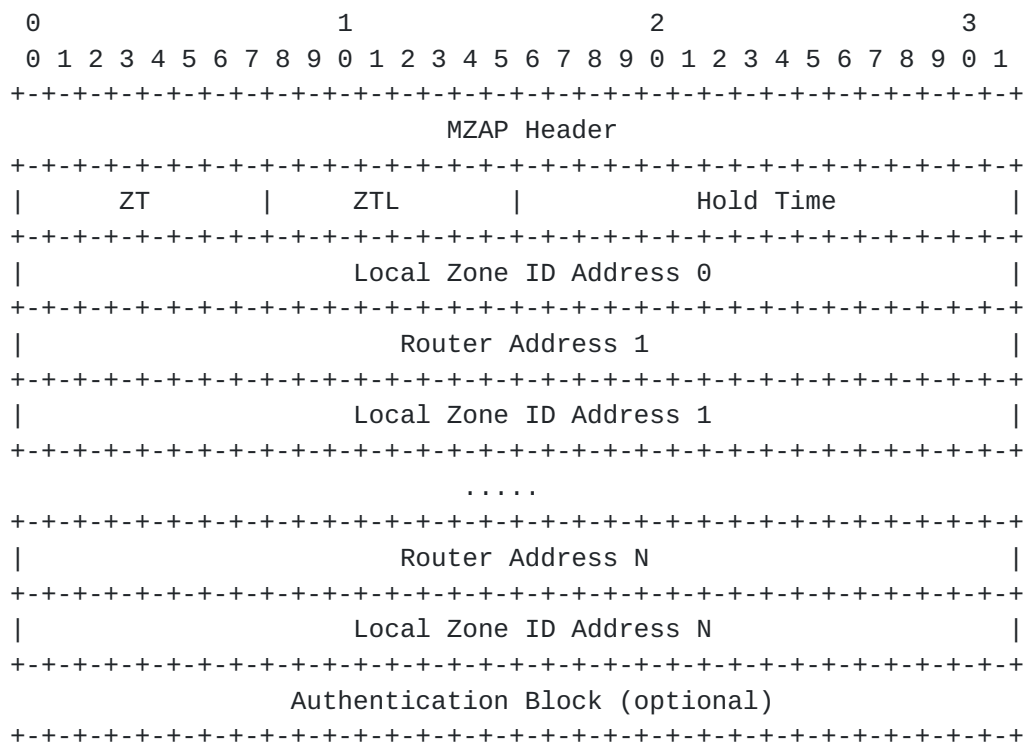 0                   1                   2                   3
 0 1 2 3 4 5 6 7 8 9 0 1 2 3 4 5 6 7 8 9 0 1 2 3 4 5 6 7 8 9 0 1
+-+-+-+-+-+-+-+-+-+-+-+-+-+-+-+-+-+-+-+-+-+-+-+-+-+-+-+-+-+-+-+-+
                            MZAP Header
+-+-+-+-+-+-+-+-+-+-+-+-+-+-+-+-+-+-+-+-+-+-+-+-+-+-+-+-+-+-+-+-+
|      ZT       |     ZTL       |           Hold Time           |
+-+-+-+-+-+-+-+-+-+-+-+-+-+-+-+-+-+-+-+-+-+-+-+-+-+-+-+-+-+-+-+-+
|                     Local Zone ID Address 0                   |
+-+-+-+-+-+-+-+-+-+-+-+-+-+-+-+-+-+-+-+-+-+-+-+-+-+-+-+-+-+-+-+-+
|                        Router Address 1                       |
+-+-+-+-+-+-+-+-+-+-+-+-+-+-+-+-+-+-+-+-+-+-+-+-+-+-+-+-+-+-+-+-+
|                     Local Zone ID Address 1                   |
+-+-+-+-+-+-+-+-+-+-+-+-+-+-+-+-+-+-+-+-+-+-+-+-+-+-+-+-+-+-+-+-+
                             .....
+-+-+-+-+-+-+-+-+-+-+-+-+-+-+-+-+-+-+-+-+-+-+-+-+-+-+-+-+-+-+-+-+
|                        Router Address N                       |
+-+-+-+-+-+-+-+-+-+-+-+-+-+-+-+-+-+-+-+-+-+-+-+-+-+-+-+-+-+-+-+-+
|                     Local Zone ID Address N                   |
+-+-+-+-+-+-+-+-+-+-+-+-+-+-+-+-+-+-+-+-+-+-+-+-+-+-+-+-+-+-+-+-+
                  Authentication Block (optional)
+-+-+-+-+-+-+-+-+-+-+-+-+-+-+-+-+-+-+-+-+-+-+-+-+-+-+-+-+-+-+-+-+